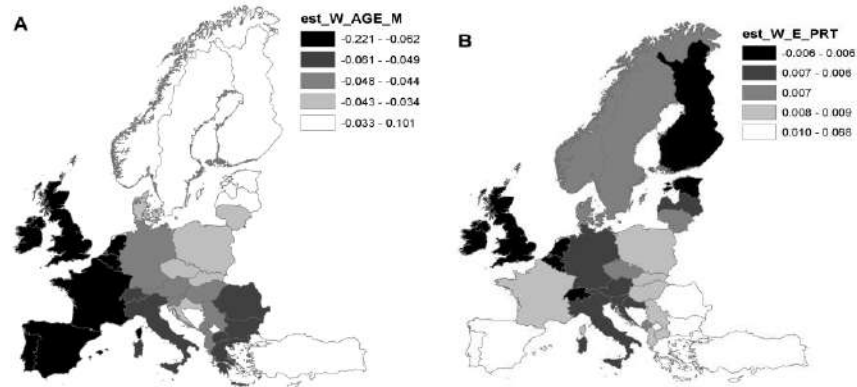 A
est_W_AGE_M
-0.221 - -0.062
-0.061 - -0.049
-0.048 - -0.044
-0.043 - -0.034
-0.033 - 0.101
B
est_W_E_PRT
-0.006 - 0.006
0.007 - 0.006
0.007
0.008 - 0.009
0.010 - 0.066